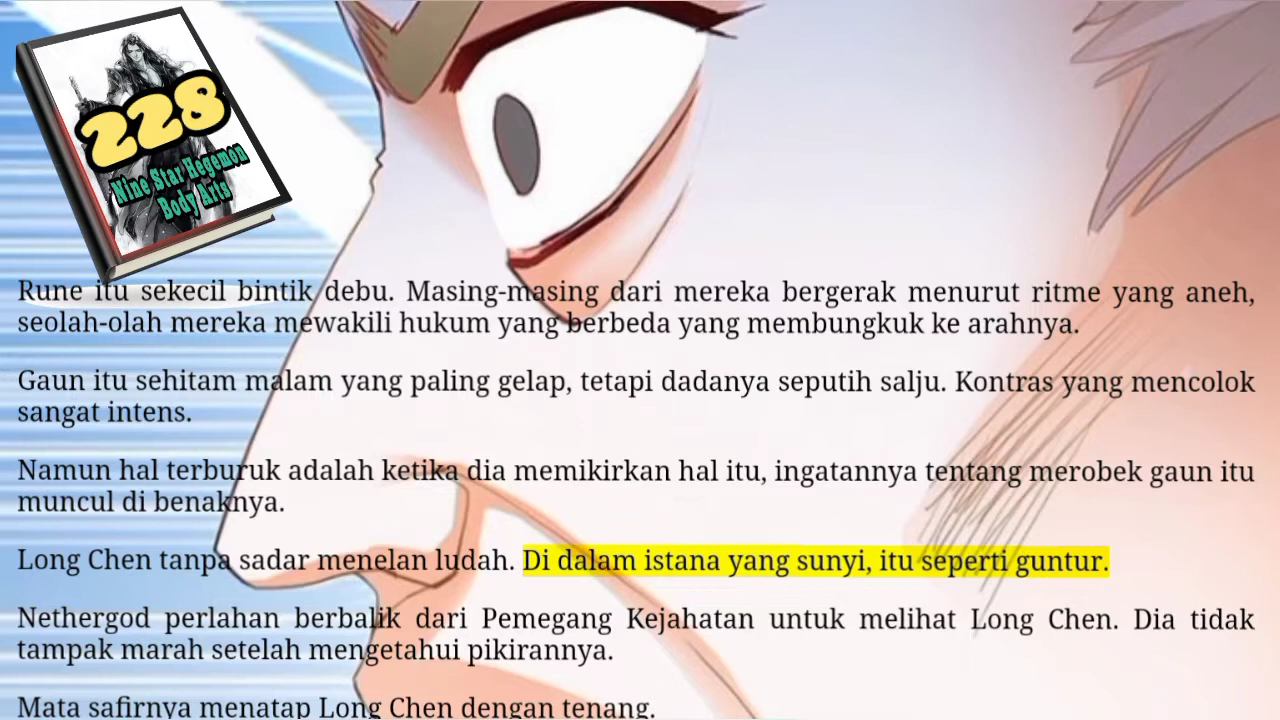 228
Nine Star Hegemon
Body Arts
Rune itu sekecil bintik debu. Masing-masing dari mereka bergerak menurut ritme yang aneh,
seolah-olah mereka mewakili hukum yang berbeda yang membungkuk ke arahnya.
Gaun itu sehitam malam yang paling gelap, tetapi dadanya seputih salju. Kontras yang mencolok
sangat intens.
Namun hal terburuk adalah ketika dia memikirkan hal itu, ingatannya tentang merobek gaun itu
muncul di benaknya.
Long Chen tanpa sadar menelan ludah. Di dalam istana yang sunyi, itu seperti guntur.
Nethergod perlahan berbalik dari Pemegang Kejahatan untuk melihat Long Chen. Dia tidak
tampak marah setelah mengetahui pikirannya.
Mata safirnya menatap Long Chen dengan tenang.